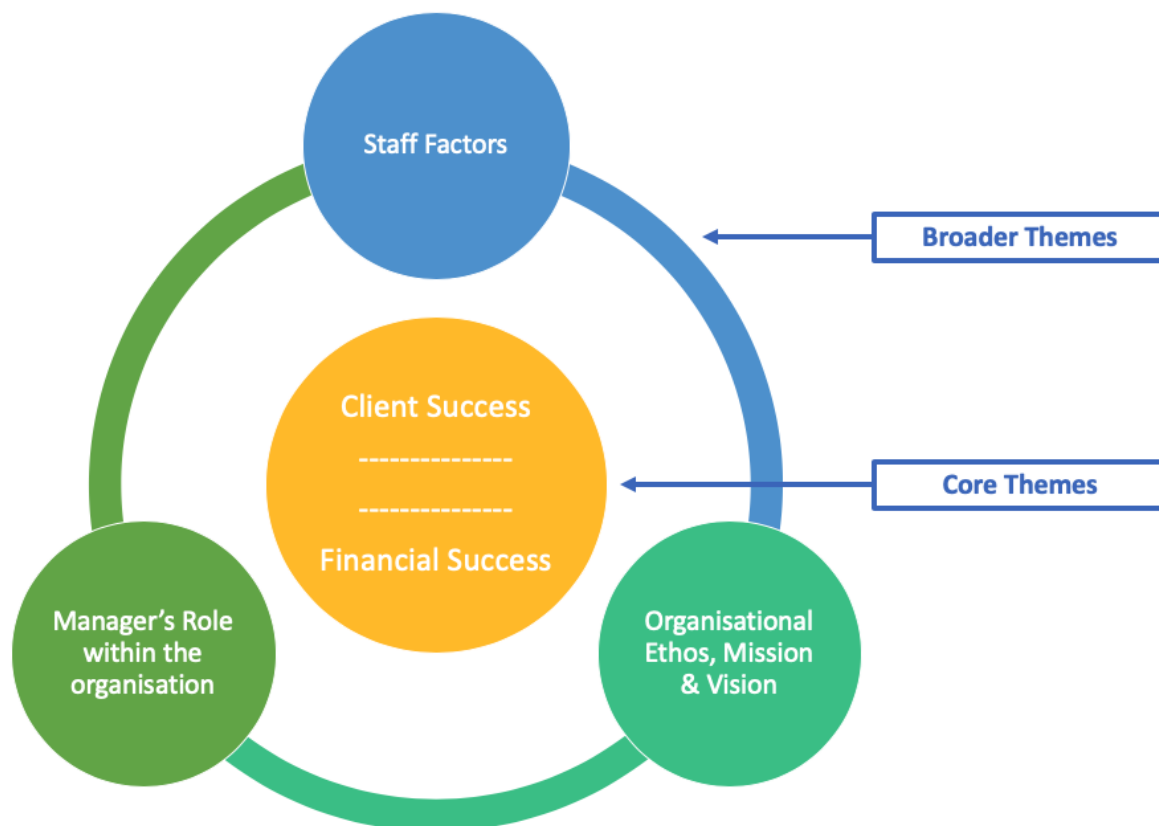 Staff Factors
Broader Themes
Client Success
---------------
Core Themes
---------------
Financial Success
Manager’s Role
within the
organisation
Organisational
Ethos, Mission
& Vision